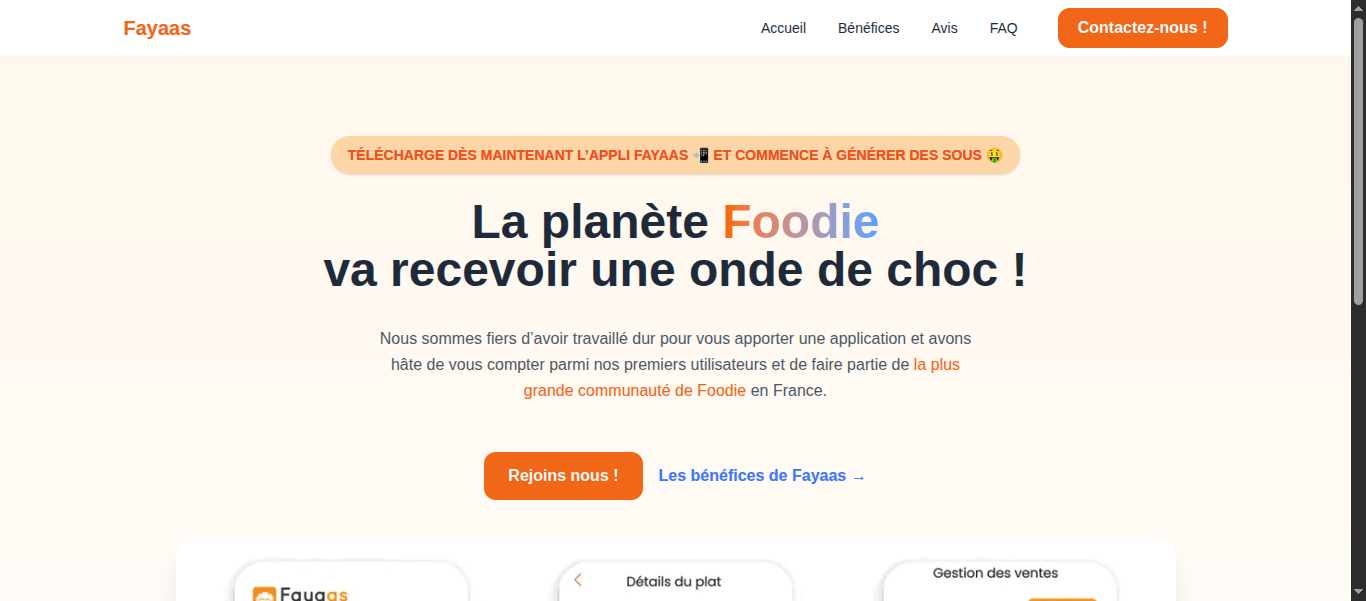 Fayaas
Accueil Bénéfices Avis FAQ Contactez-nous !
TÉLÉCHARGE DÈS MAINTENANT L’APPLI FAYAAS 📲 ET COMMENCE À GÉNÉRER DES SOUS 🤑
La planète Foodie
va recevoir une onde de choc !
Nous sommes fiers d’avoir travaillé dur pour vous apporter une application et avons
hâte de vous compter parmi nos premiers utilisateurs et de faire partie de la plus
grande communauté de Foodie en France.
Rejoins nous !
Les bénéfices de Fayaas →
Fayaas
Détails du plat
Gestion des ventes